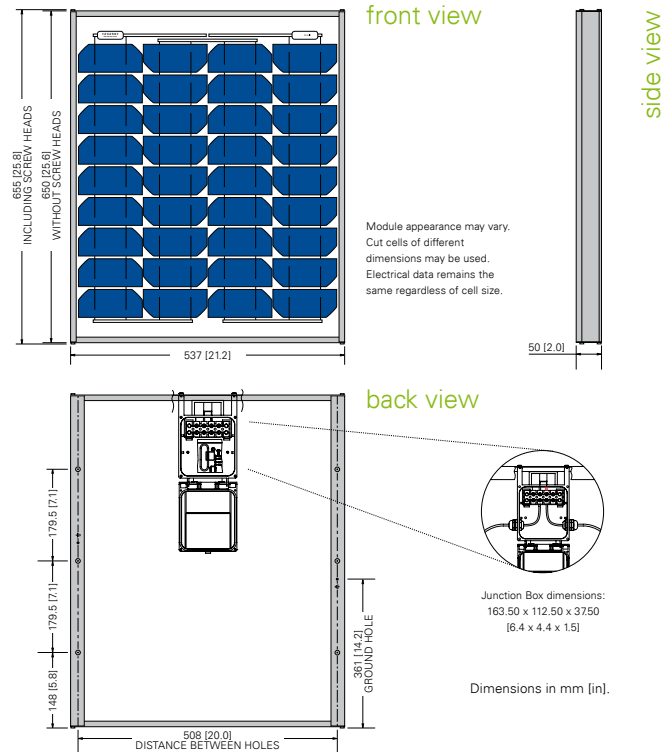 front view
side view
655 [25.8]
INCLUDING SCREW HEADS
650 [25.6]
WITHOUT SCREW HEADS
Module appearance may vary.
Cut cells of different
dimensions may be used.
Electrical data remains the
same regardless of cell size.
537 [21.2]
50 [2.0]
back view
179.5 [7.1]
179.5 [7.1]
148 [5.8]
361 [14.2]
GROUND HOLE
Junction Box dimensions:
163.50 x 112.50 x 37.50
[6.4 x 4.4 x 1.5]
Dimensions in mm [in].
508 [20.0]
DISTANCE BETWEEN HOLES